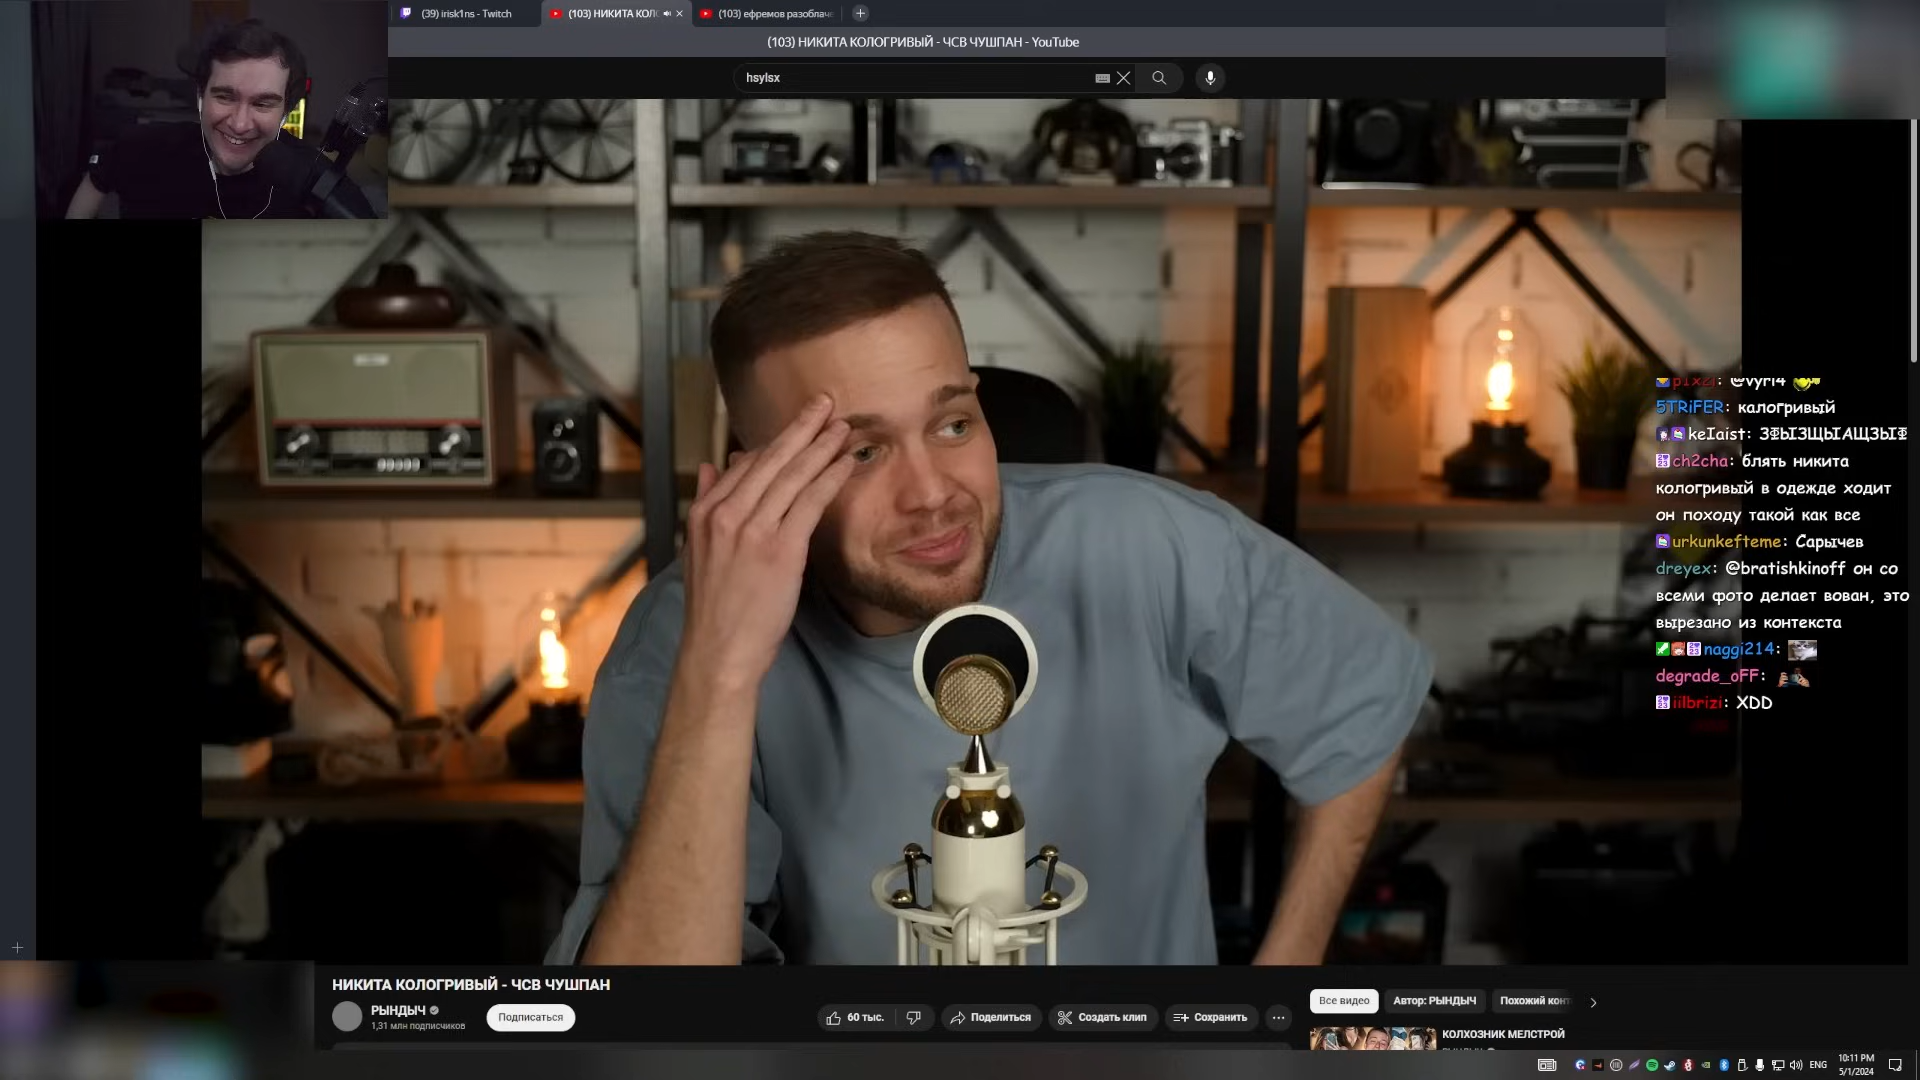 (39) irisk1ns - Twitch
(103) НИКИТА КОЛ
(103) ефремов разоблаче
(103) НИКИТА КОЛОГРИВЫЙ - ЧСВ ЧУШПАН - YouTube
hsylsx
5TRiFER: калогривый
keIaist: ЗФЫЗЩЫАЩЗЫФ
ch2cha: блять никита
кологривый в одежде ходит
он походу такой как все
urkunkefteme: Сарычев
dreyex: @bratishkinoff он со
всеми фото делает вован, это
вырезано из контекста
naggi214:
degrade_oFF:
iilbrizi: XDD
НИКИТА КОЛОГРИВЫЙ - ЧСВ ЧУШПАН
РЫНДЫЧ
1,31 млн подписчиков
Подписаться
60 тыс.
Поделиться
Создать клип
Сохранить
Все видео
Автор: РЫНДЫЧ
Похожий конт
КОЛХОЗНИК МЕЛСТРОЙ
ENG
10:11 PM
5/1/2024